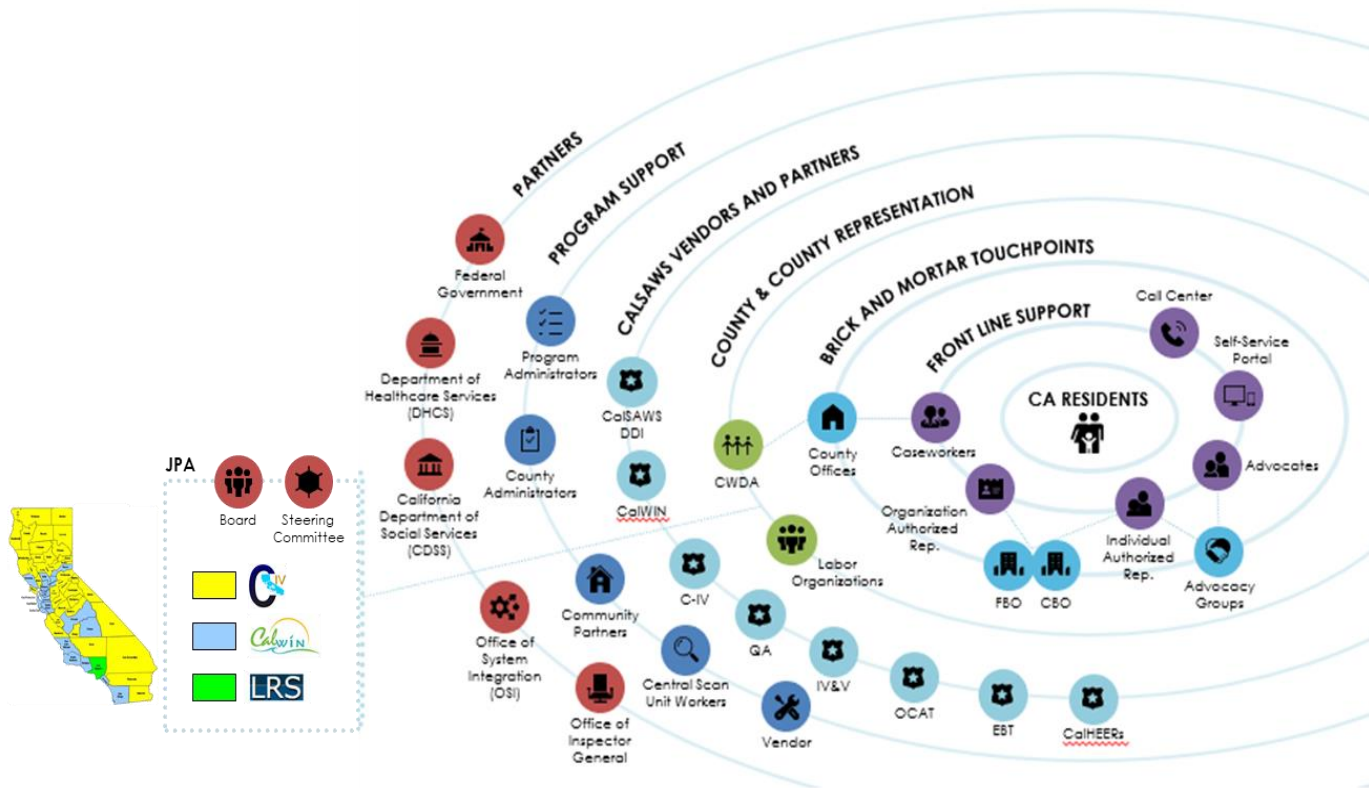 PARTNERS
PROGRAM SUPPORT
CALSAWS VENDORS AND PARTNERS
COUNTY & COUNTY REPRESENTATION
BRICK AND MORTAR TOUCHPOINTS
FRONT LINE SUPPORT
CA RESIDENTS
Federal
Government
Department of
Healthcare Services
(DHCS)
California
Department of
Social Services
(CDSS)
Office of
System
Integration
(OSI)
Office of
Inspector
General
Program
Administrators
County
Administrators
Community
Partners
Central Scan
Unit Workers
Vendor
CalSAWS
DDI
CalWIN
C-IV
QA
IV&V
OCAT
EBT
CalHEERs
CWDA
Labor
Organizations
County
Offices
FBO
CBO
Advocacy
Groups
Call Center
Self-Service
Portal
Advocates
Caseworkers
Organization
Authorized
Rep.
Individual
Authorized
Rep.
JPA
Board
Steering
Committee
C IV
CalWIN
LRS